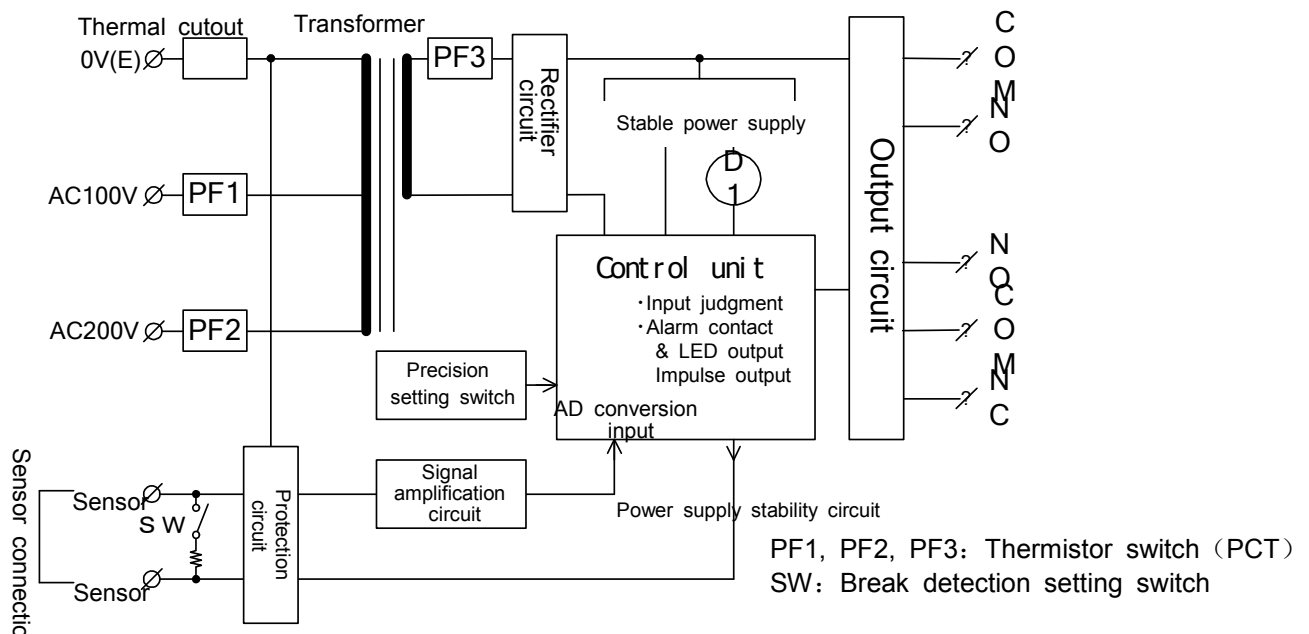 Thermal cutout
Transformer
0V(E)
PF3
Rectifier
circuit
COM
NO
Stable power supply
D1
AC100V
PF1
Output circuit
Control unit
・Input judgment
・Alarm contact
& LED output
Impulse output
NO
COM
NC
AC200V
PF2
Precision
setting switch
AD conversion
input
Sensor connectio
Sensor
SW
Sensor
Protection
circuit
Signal
amplification
circuit
Power supply stability circuit
PF1, PF2, PF3：Thermistor switch（PCT）
SW：Break detection setting switch